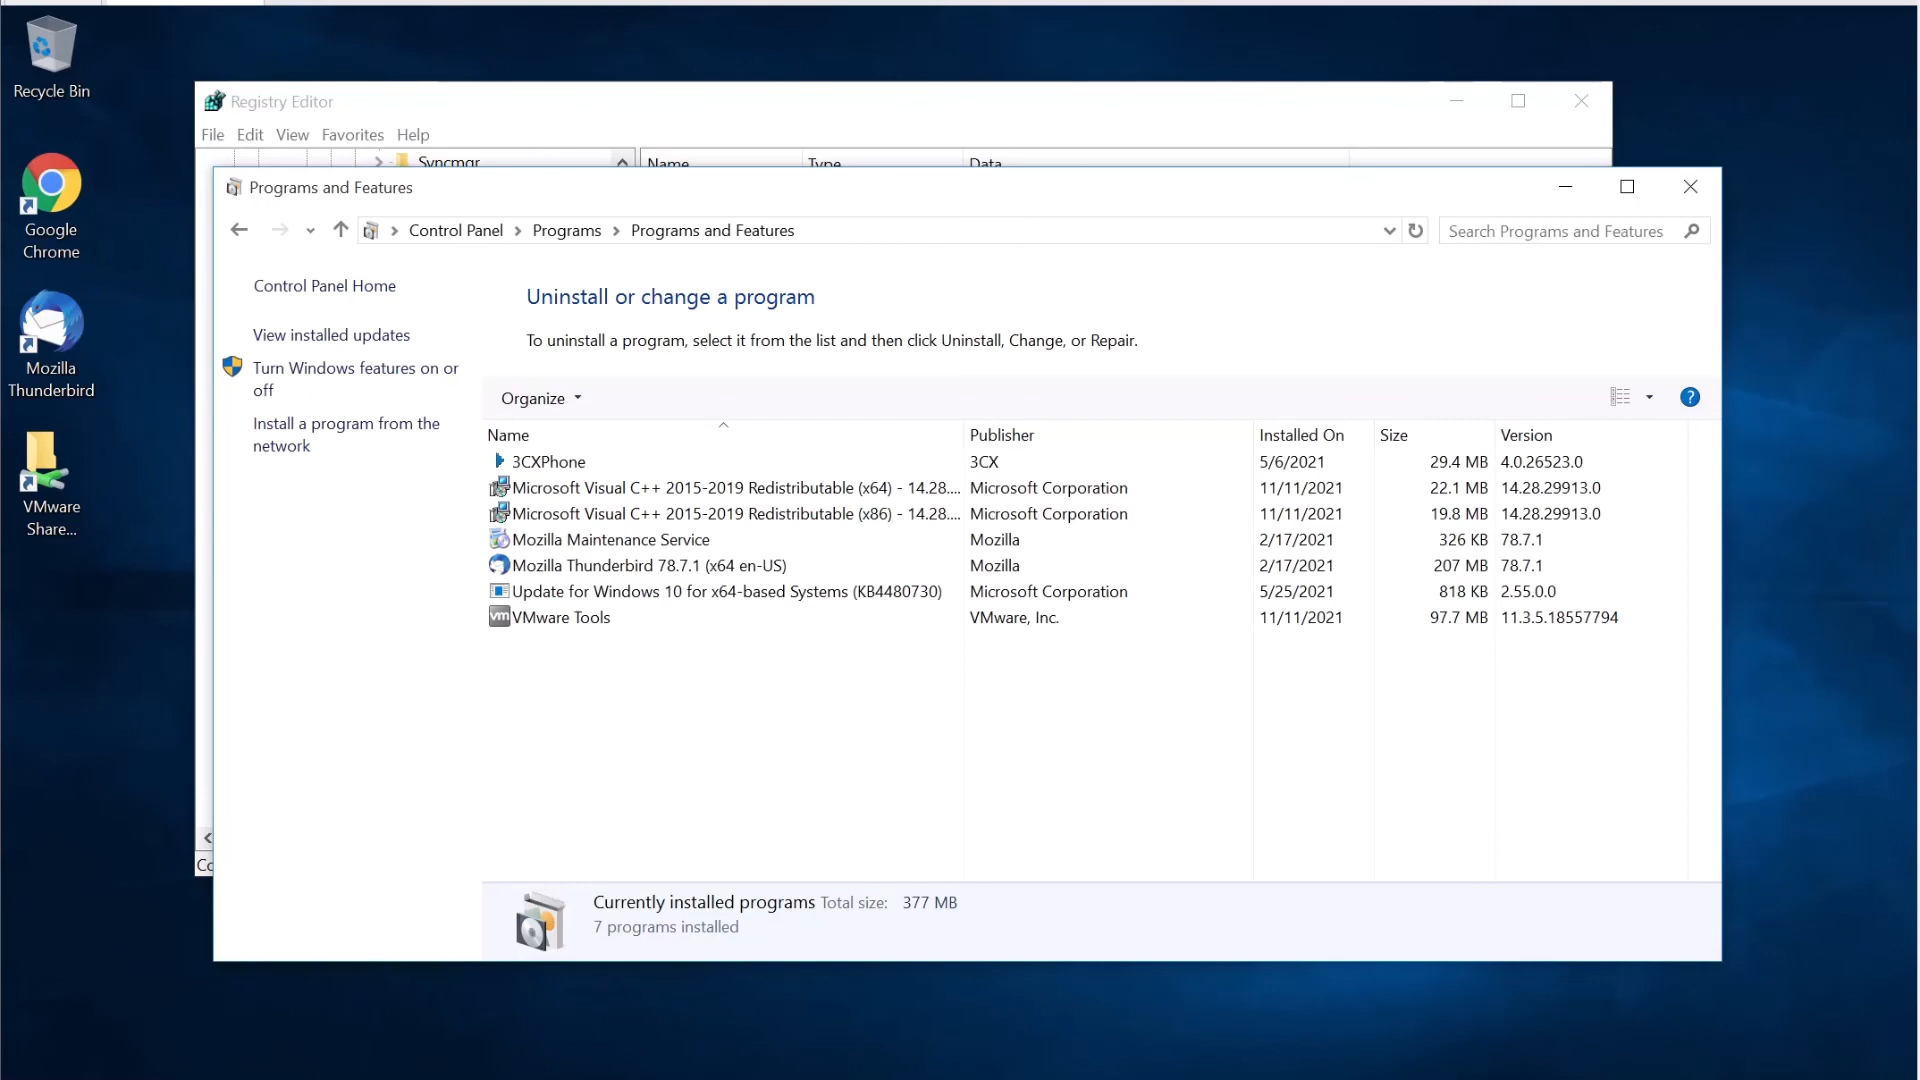 Recycle Bin
Google
Chrome
Mozilla
Thunderbird
VMware
Share...
Registry Editor
File Edit View Favorites Help
Syncmgr Name Type Data
Programs and Features
Control Panel Programs Programs and Features
Search Programs and Features
Control Panel Home
View installed updates
Turn Windows features on or
off
Install a program from the
network
Uninstall or change a program
To uninstall a program, select it from the list and then click Uninstall, Change, or Repair.
Organize
?
Name Publisher Installed On Size Version
3CXPhone 3CX 5/6/2021 29.4 MB 4.0.26523.0
Microsoft Visual C++ 2015-2019 Redistributable (x64) - 14.28.... Microsoft Corporation 11/11/2021 22.1 MB 14.28.29913.0
Microsoft Visual C++ 2015-2019 Redistributable (x86) - 14.28.... Microsoft Corporation 11/11/2021 19.8 MB 14.28.29913.0
Mozilla Maintenance Service Mozilla 2/17/2021 326 KB 78.7.1
Mozilla Thunderbird 78.7.1 (x64 en-US) Mozilla 2/17/2021 207 MB 78.7.1
Update for Windows 10 for x64-based Systems (KB4480730) Microsoft Corporation 5/25/2021 818 KB 2.55.0.0
vm VMware Tools VMware, Inc. 11/11/2021 97.7 MB 11.3.5.18557794
Co
Currently installed programs Total size: 377 MB
7 programs installed